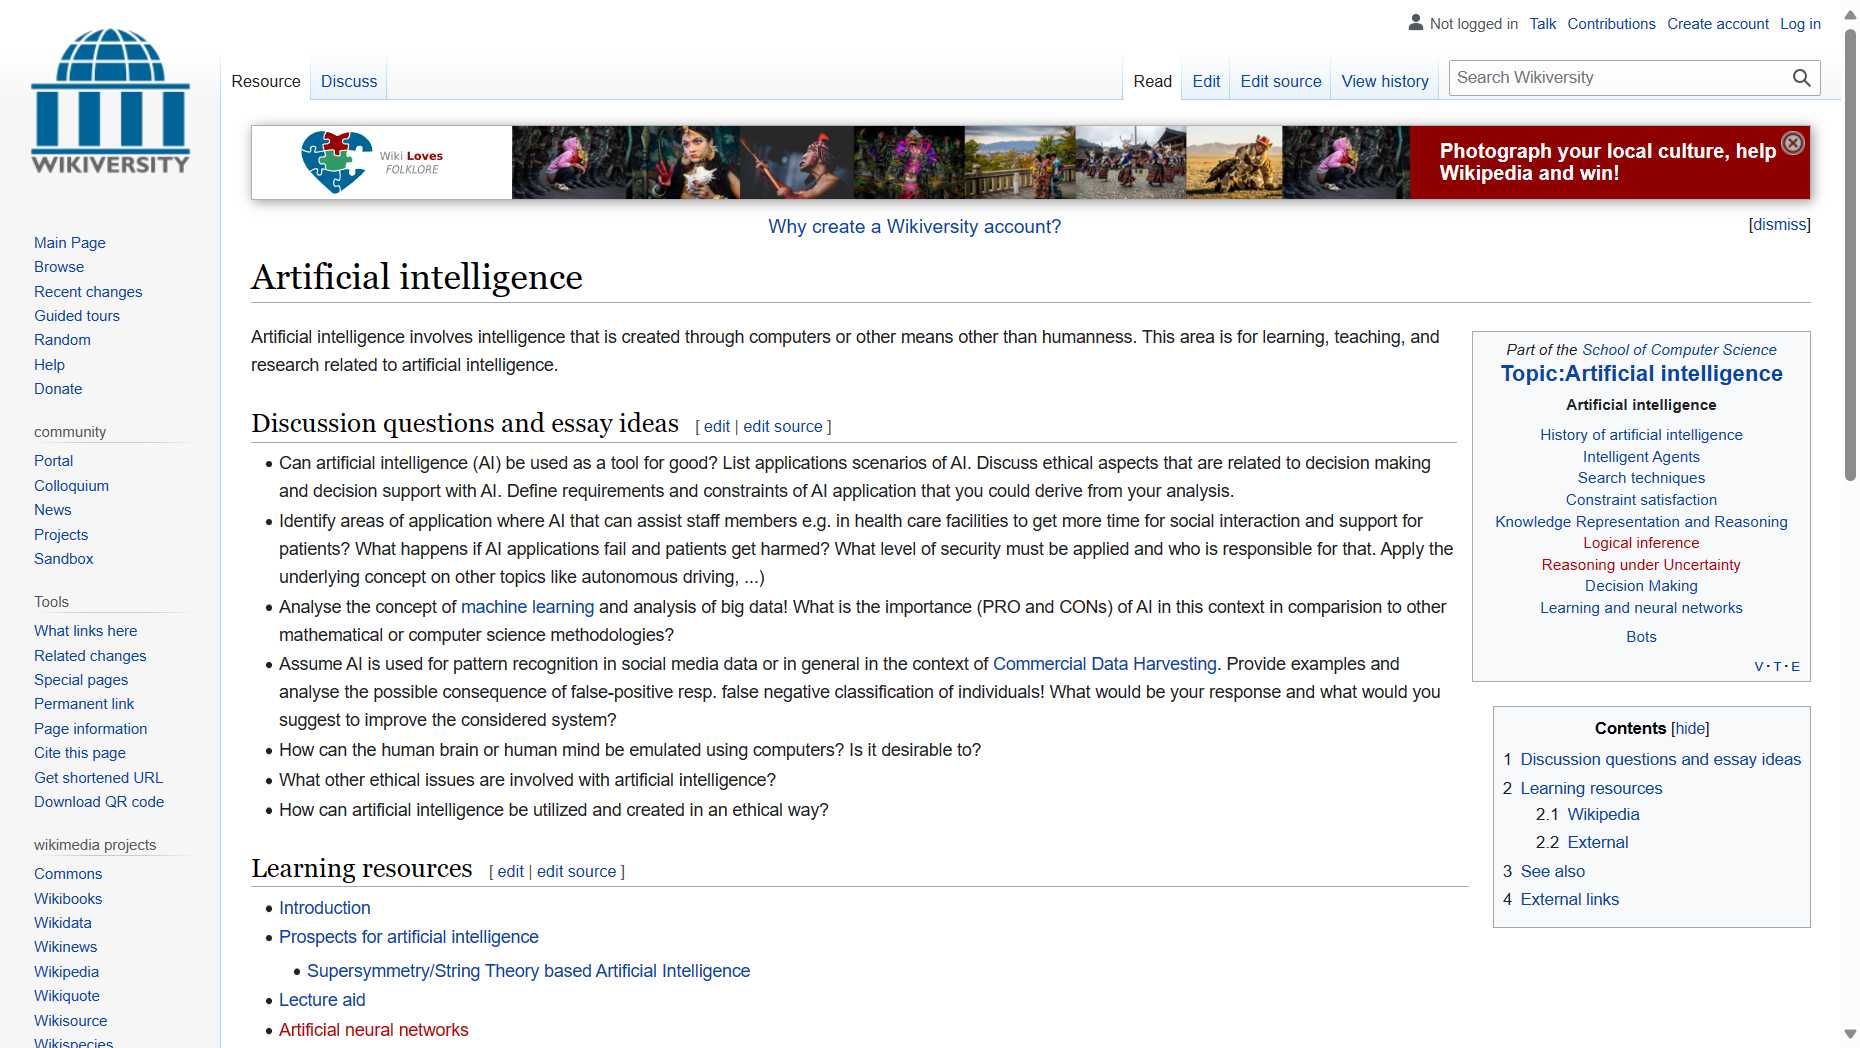 Not logged in Talk Contributions Create account Log in
Resource Discuss Read Edit Edit source View history Search Wikiversity
WIKIVERSITY
Wiki Loves
FOLKLORE
Photograph your local culture, help
Wikipedia and win!
Why create a Wikiversity account? [dismiss]
Main Page
Browse
Recent changes
Guided tours
Random
Help
Donate
community
Portal
Colloquium
News
Projects
Sandbox
Tools
What links here
Related changes
Special pages
Permanent link
Page information
Cite this page
Get shortened URL
Download QR code
wikimedia projects
Commons
Wikibooks
Wikidata
Wikinews
Wikipedia
Wikiquote
Wikisource
Wikispecies
Artificial intelligence
Artificial intelligence involves intelligence that is created through computers or other means other than humanness. This area is for learning, teaching, and
research related to artificial intelligence.
Discussion questions and essay ideas [ edit | edit source ]
• Can artificial intelligence (AI) be used as a tool for good? List applications scenarios of AI. Discuss ethical aspects that are related to decision making
and decision support with AI. Define requirements and constraints of AI application that you could derive from your analysis.
• Identify areas of application where AI that can assist staff members e.g. in health care facilities to get more time for social interaction and support for
patients? What happens if AI applications fail and patients get harmed? What level of security must be applied and who is responsible for that. Apply the
underlying concept on other topics like autonomous driving, ...)
• Analyse the concept of machine learning and analysis of big data! What is the importance (PRO and CONs) of AI in this context in comparision to other
mathematical or computer science methodologies?
• Assume AI is used for pattern recognition in social media data or in general in the context of Commercial Data Harvesting. Provide examples and
analyse the possible consequence of false-positive resp. false negative classification of individuals! What would be your response and what would you
suggest to improve the considered system?
• How can the human brain or human mind be emulated using computers? Is it desirable to?
• What other ethical issues are involved with artificial intelligence?
• How can artificial intelligence be utilized and created in an ethical way?
Learning resources [ edit | edit source ]
• Introduction
• Prospects for artificial intelligence
• Supersymmetry/String Theory based Artificial Intelligence
• Lecture aid
• Artificial neural networks
Part of the School of Computer Science
Topic:Artificial intelligence
Artificial intelligence
History of artificial intelligence
Intelligent Agents
Search techniques
Constraint satisfaction
Knowledge Representation and Reasoning
Logical inference
Reasoning under Uncertainty
Decision Making
Learning and neural networks
Bots
V · T · E
Contents [hide]
1 Discussion questions and essay ideas
2 Learning resources
2.1 Wikipedia
2.2 External
3 See also
4 External links